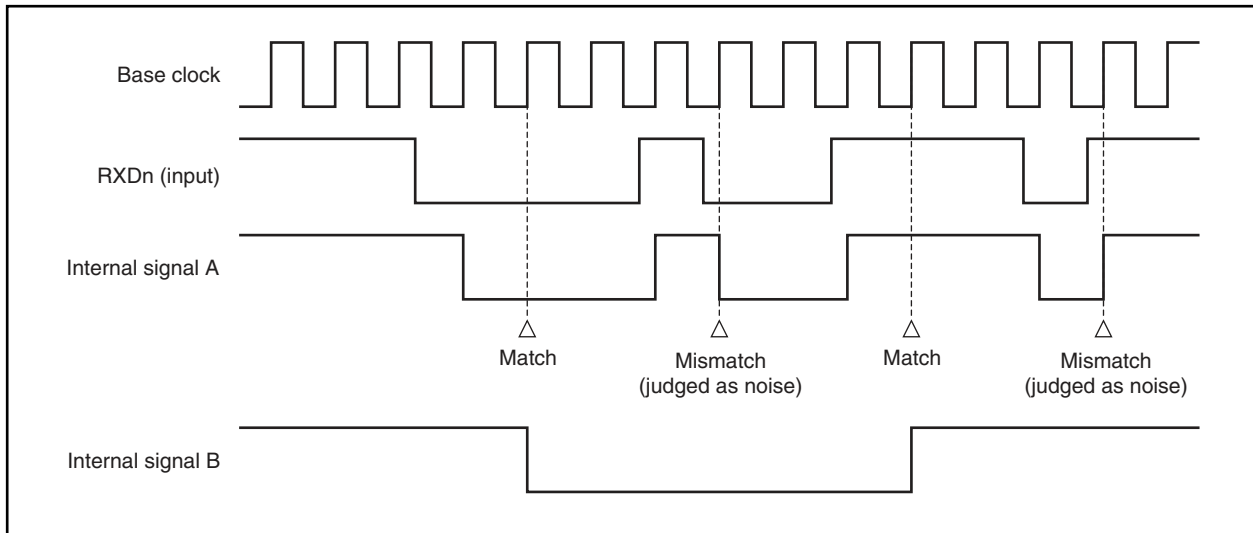 Base clock
RXDn (input)
Internal signal A
Match
Mismatch
(judged as noise)
Match
Mismatch
(judged as noise)
Internal signal B